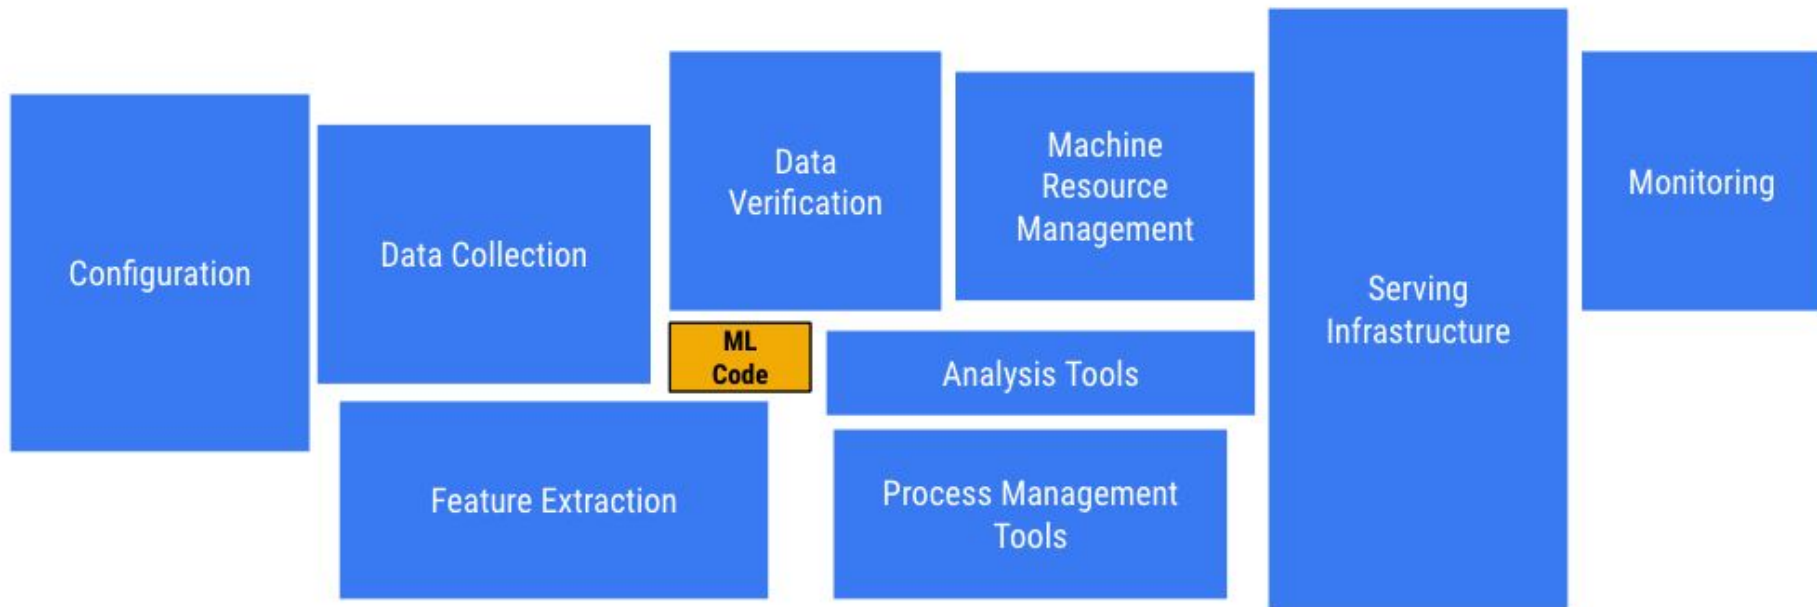 Configuration
Data Collection
Data
Verification
Machine
Resource
Management
Serving
Infrastructure
Monitoring
ML
Code
Analysis Tools
Feature Extraction
Process Management
Tools